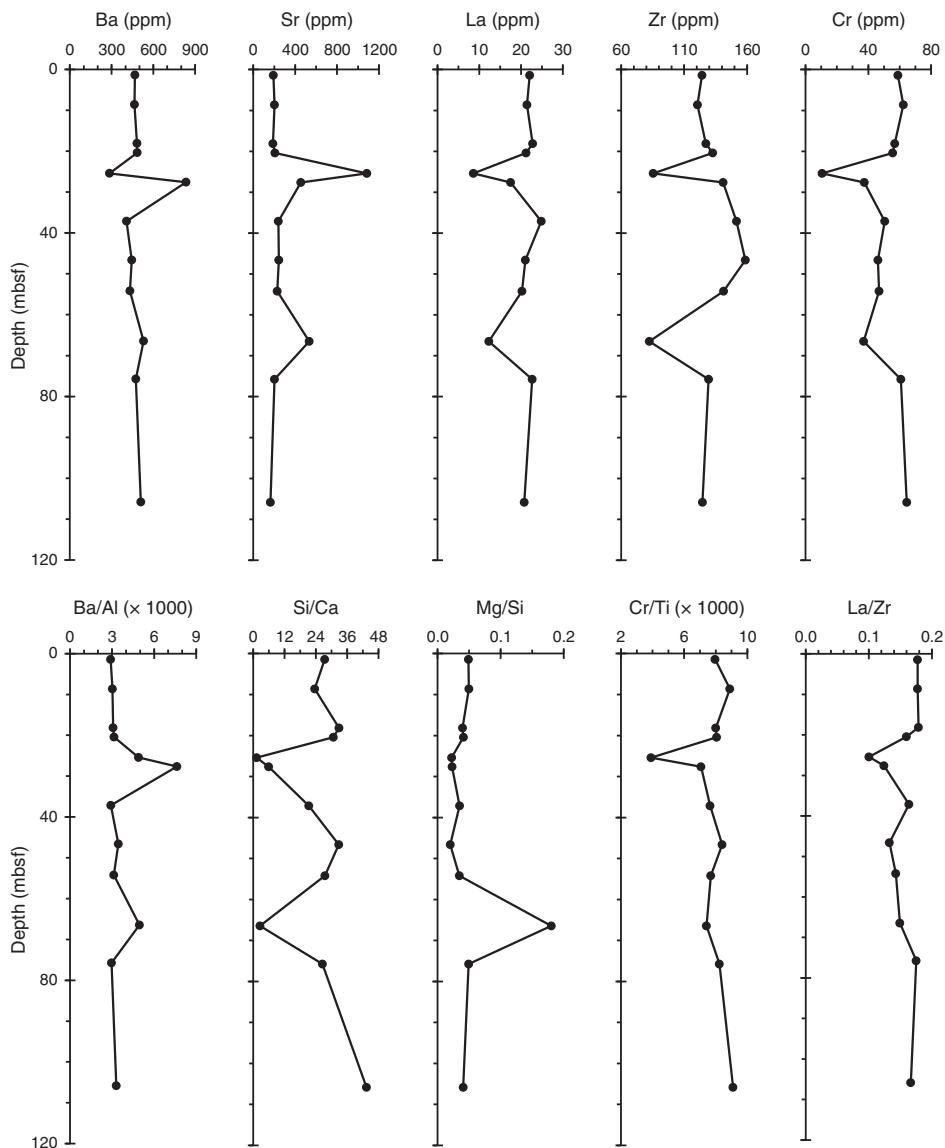 Ba (ppm) Sr (ppm) La (ppm) Zr (ppm) Cr (ppm)
0 300 600 900 0 400 800 1200 0 10 20 30 60 110 160 0 40 80
0
40
80
120
Depth (mbsf)
Ba/Al (× 1000) Si/Ca Mg/Si Cr/Ti (× 1000) La/Zr
0 3 6 9 0 12 24 36 48 0.0 0.1 0.2 2 6 10 0.0 0.1 0.2
0
40
80
120
Depth (mbsf)